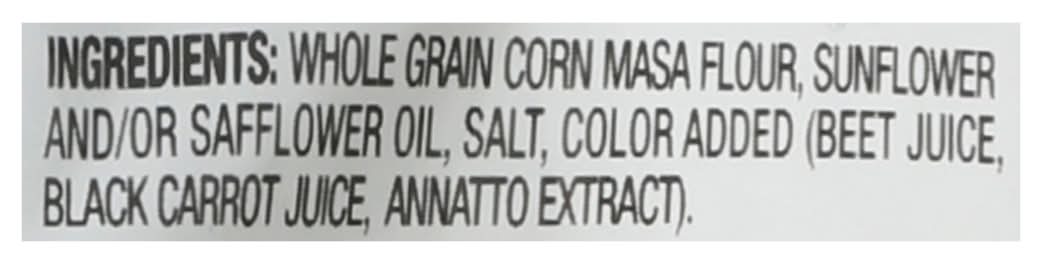 INGREDIENTS: WHOLE GRAIN CORN MASA FLOUR, SUNFLOWER
AND/OR SAFFLOWER OIL, SALT, COLOR ADDED (BEET JUICE,
BLACK CARROT JUICE, ANNATTO EXTRACT).